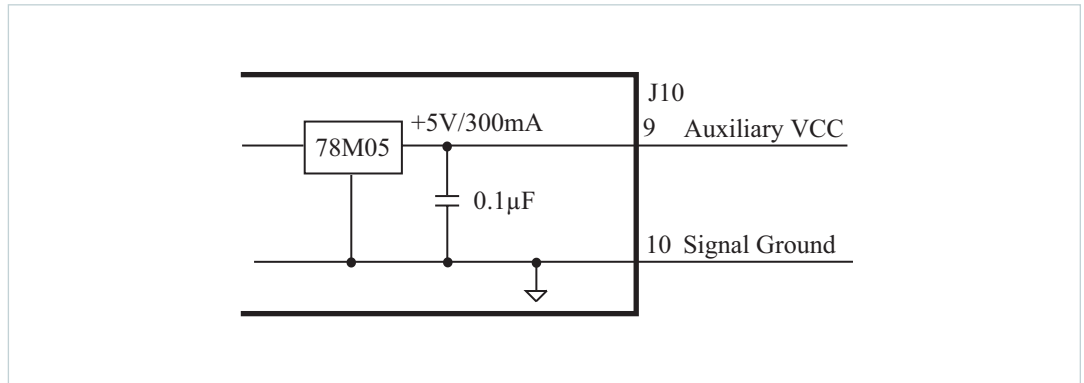 J10
+5V/300mA
9 Auxiliary VCC
78M05
0.1µF
10 Signal Ground